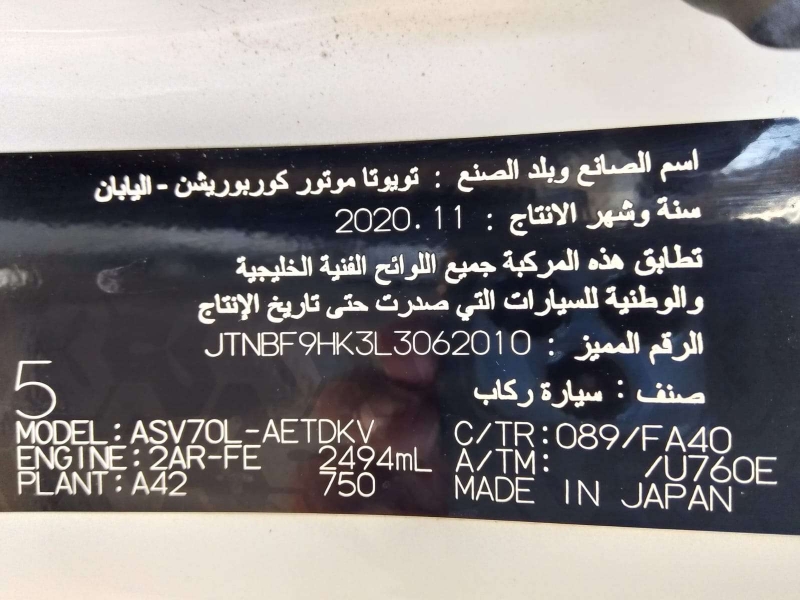 اسم الصانع وبلد الصنع : تويوتا موتور كوربوريشن - اليابان
سنة وشهر الانتاج : 2020.11
تطابق هذه المركبة جميع اللوائح الفنية الخليجية
والوطنية للسيارات التي صدرت حتى تاريخ الإنتاج
الرقم المميز : JTNBF9HK3L3062010
صنف : سيارة ركاب
5
MODEL:ASV70L-AETDKV C/TR:089/FA40
ENGINE:2AR-FE 2494mL A/TM: /U760E
PLANT:A42 750 MADE IN JAPAN